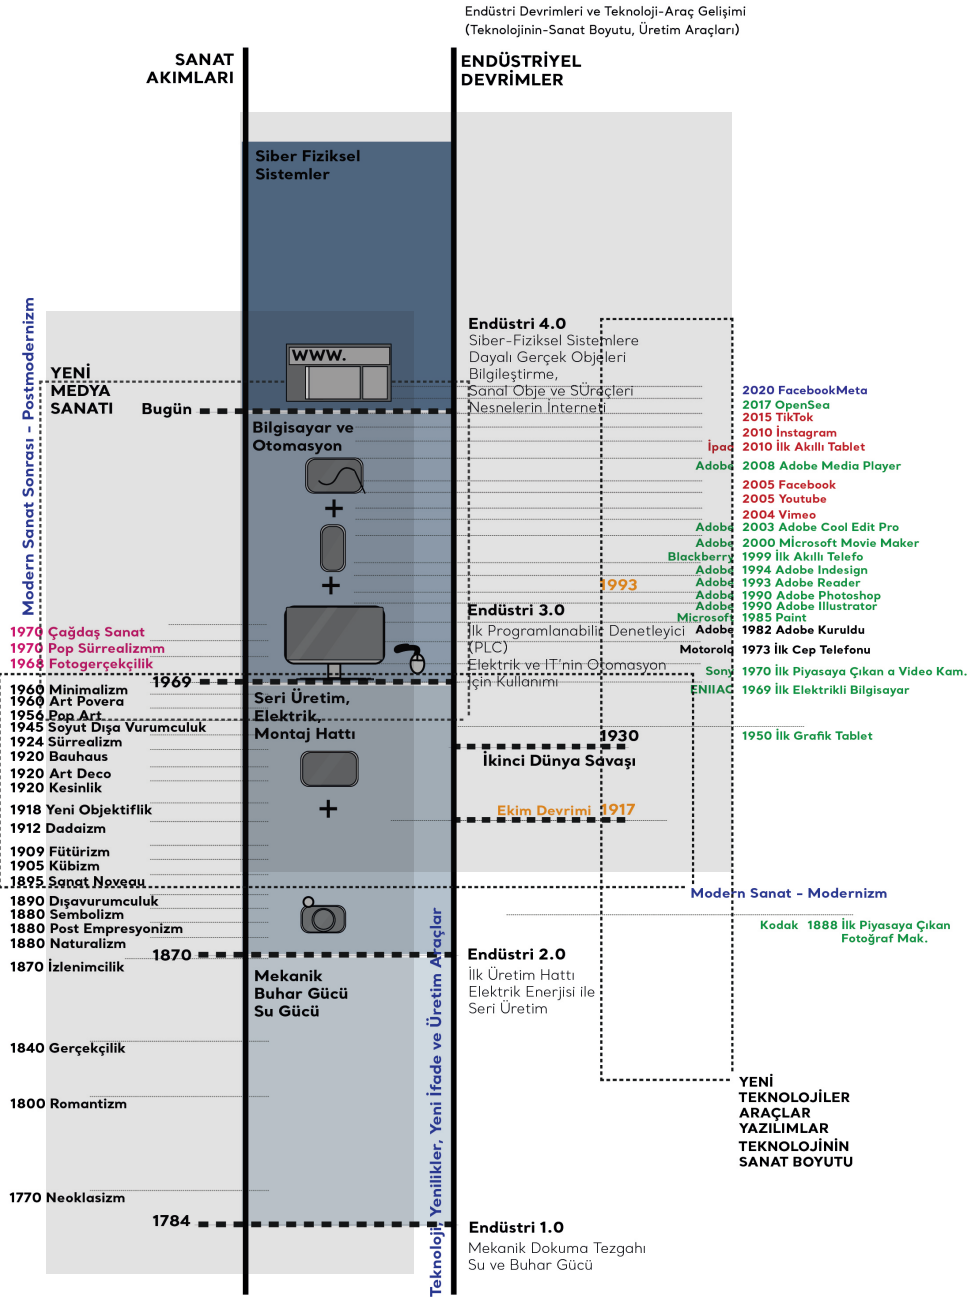 Endüstri Devrimleri ve Teknoloji-Araç Gelişimi
(Teknolojinin-Sanat Boyutu, Üretim Araçları)
SANAT
AKIMLARI
ENDÜSTRİYEL
DEVRİMLER
Siber Fiziksel
Sistemler
Modern Sanat Sonrası - Postmodernizm
YENİ
MEDYA
SANATI
Bugün
WWW.
Bilgisayar ve
Otomasyon
+
+
Endüstri 4.0
Siber-Fiziksel Sistemlere
Dayalı Gerçek Objeleri
Bilgileştirme,
Sanal Obje ve SÜreçleri
Nesnelerin İnterneti
2020 FacebookMeta
2017 OpenSea
2015 TikTok
2010 İnstagram
İpad 2010 İlk Akıllı Tablet
Adobe 2008 Adobe Media Player
2005 Facebook
2005 Youtube
2004 Vimeo
Adobe 2003 Adobe Cool Edit Pro
Adobe 2000 Mİcrosoft Movie Maker
Blackberry 1999 İlk Akıllı Telefo
Adobe 1994 Adobe Indesign
1993
Adobe 1993 Adobe Reader
Adobe 1990 Adobe Photoshop
Adobe 1990 Adobe Illustrator
Microsoft 1985 Paint
Adobe 1982 Adobe Kuruldu
Motorola 1973 İlk Cep Telefonu
Sony 1970 İlk Piyasaya Çıkan a Video Kam.
ENIIAC 1969 İlk Elektrikli Bilgisayar
1950 İlk Grafik Tablet
Endüstri 3.0
İlk Programlanabilir Denetleyici
(PLC)
Elektrik ve IT'nin Otomasyon
İçin Kullanımı
1970 Çağdaş Sanat
1970 Pop Sürrealizmm
1968 Fotogerçekçilik
1969
1960 Minimalizm
1960 Art Povera
1956 Pop Art
1945 Soyut Dışa Vurumculuk
1924 Sürrealizm
1920 Bauhaus
1920 Art Deco
1920 Kesinlik
1918 Yeni Objektiflik
1912 Dadaizm
1909 Fütürizm
1905 Kübizm
1895 Sanat Noveau
1890 Dışavurumculuk
1880 Sembolizm
1880 Post Empresyonizm
1880 Naturalizm
1870
1870 İzlenimcilik
1840 Gerçekçilik
1800 Romantizm
1770 Neoklasizm
1784
Seri Üretim,
Elektrik,
Montaj Hattı
+
1930
İkinci Dünya Savaşı
Ekim Devrimi 1917
Modern Sanat - Modernizm
Kodak 1888 İlk Piyasaya Çıkan
Fotoğraf Mak.
Mekanik
Buhar Gücü
Su Gücü
Teknoloji, Yenilikler, Yeni İfade ve Üretim Araçlar
Endüstri 2.0
İlk Üretim Hattı
Elektrik Enerjisi ile
Seri Üretim
YENİ
TEKNOLOJİLER
ARAÇLAR
YAZILIMLAR
TEKNOLOJİNİN
SANAT BOYUTU
Endüstri 1.0
Mekanik Dokuma Tezgahı
Su ve Buhar Gücü